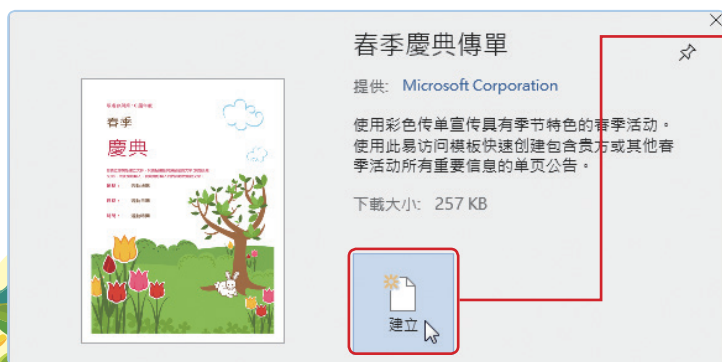 春季慶典傳單
提供: Microsoft Corporation
使用彩色传单宣传具有季节特色的春季活动。
使用此易访问模板快速创建包含贵方或其他春
季活动所有重要信息的单页公告。
下載大小: 257 KB
建立
春季
慶典